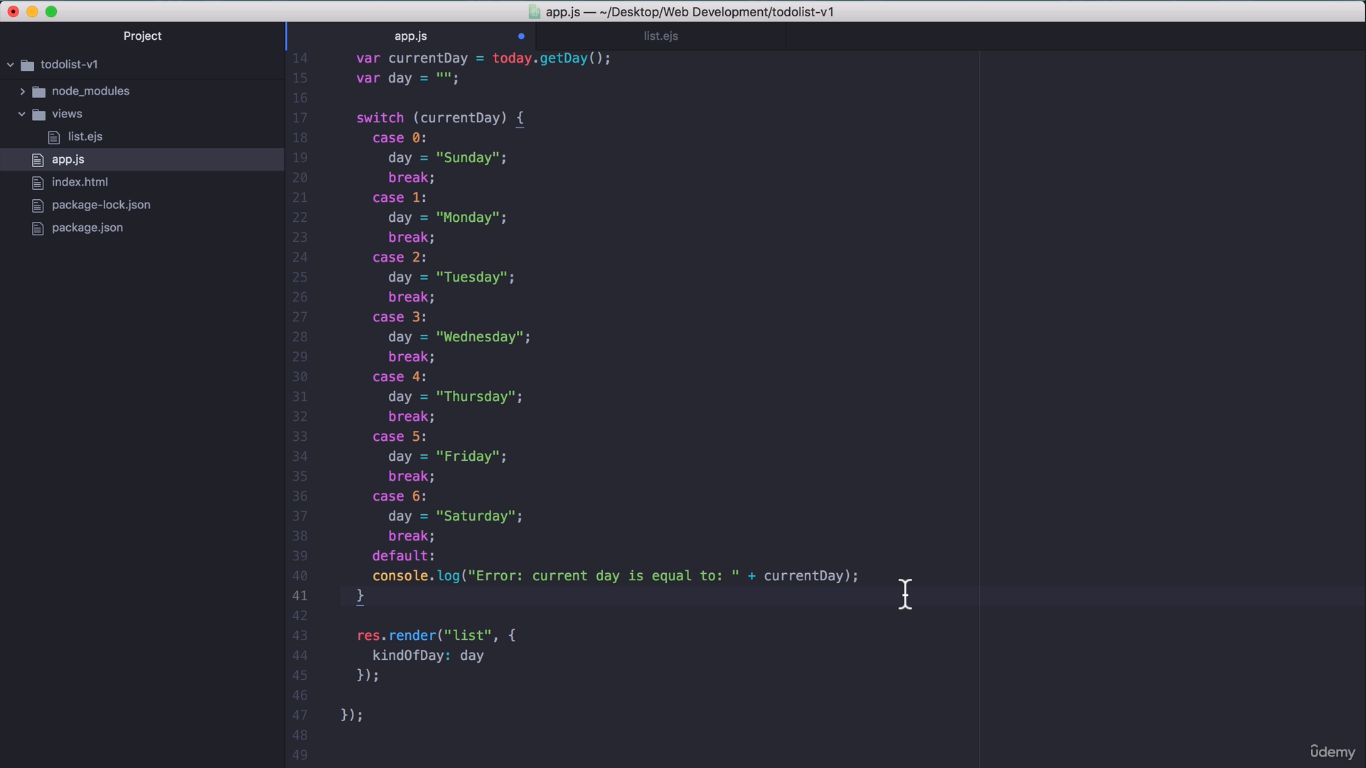 app.js — ~/Desktop/Web Development/todolist-v1
Project
app.js
list.ejs
todolist-v1
node_modules
views
list.ejs
app.js
index.html
package-lock.json
package.json
14 var currentDay = today.getDay();
15 var day = "";
16
17 switch (currentDay) {
18 case 0:
19 day = "Sunday";
20 break;
21 case 1:
22 day = "Monday";
23 break;
24 case 2:
25 day = "Tuesday";
26 break;
27 case 3:
28 day = "Wednesday";
29 break;
30 case 4:
31 day = "Thursday";
32 break;
33 case 5:
34 day = "Friday";
35 break;
36 case 6:
37 day = "Saturday";
38 break;
39 default:
40 console.log("Error: current day is equal to: " + currentDay);
41 }
42
43 res.render("list", {
44 kindOfDay: day
45 });
46
47 });
48
49
ûdemy